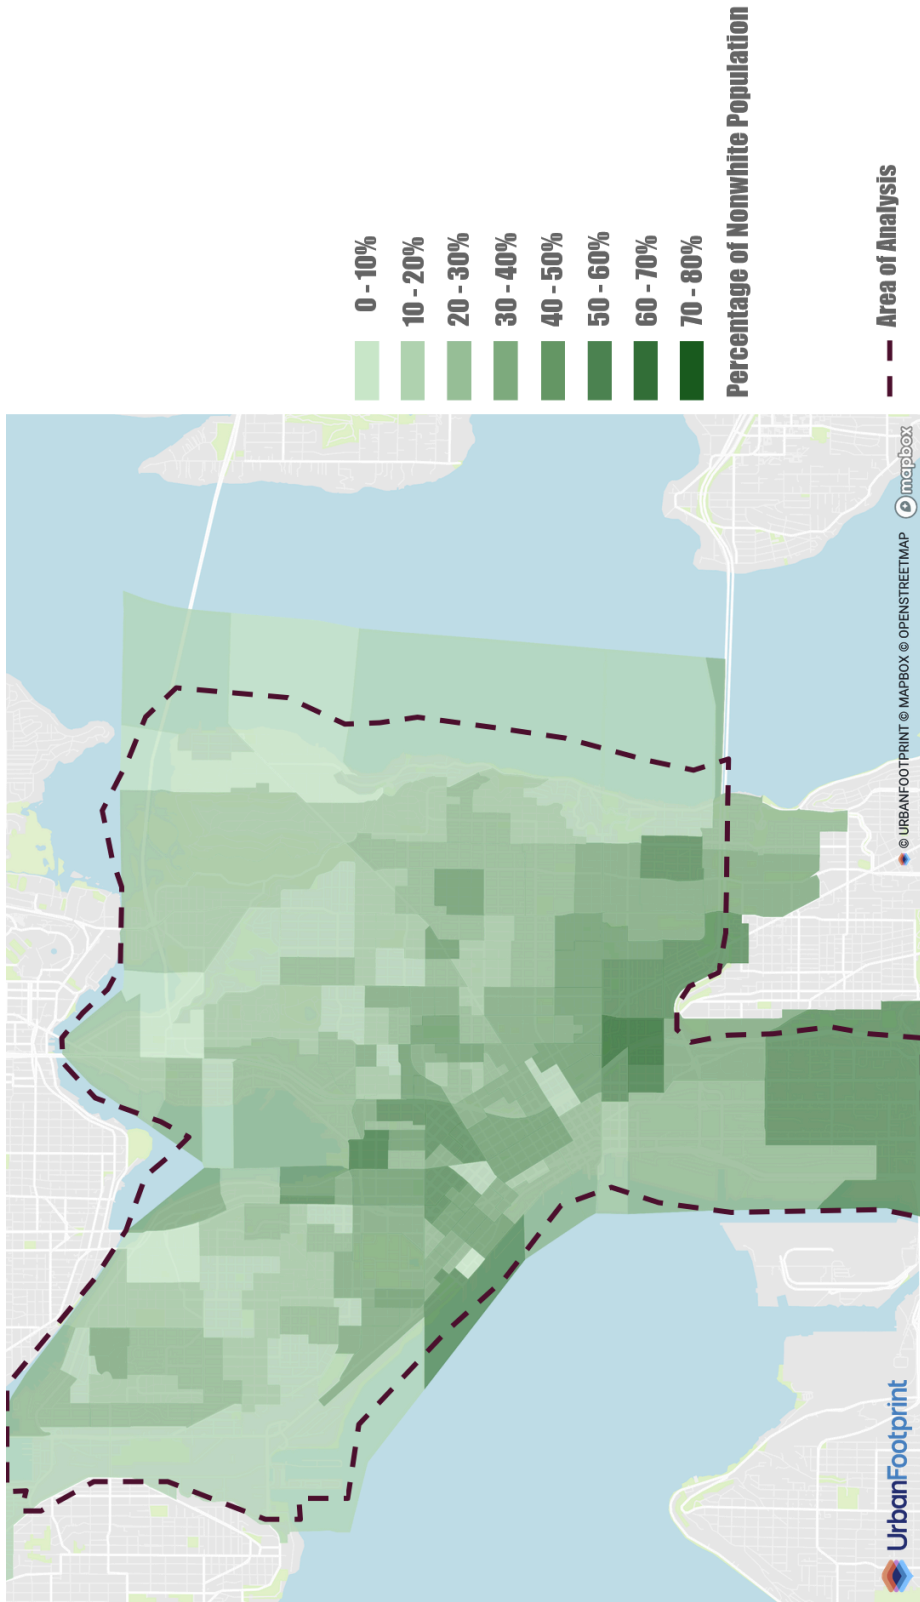 0 - 10%
10 - 20%
20 - 30%
30 - 40%
40 - 50%
50 - 60%
60 - 70%
70 - 80%
Percentage of Nonwhite Population
Area of Analysis
© URBANFOOTPRINT © MAPBOX © OPENSTREETMAP
mapbox
UrbanFootprint